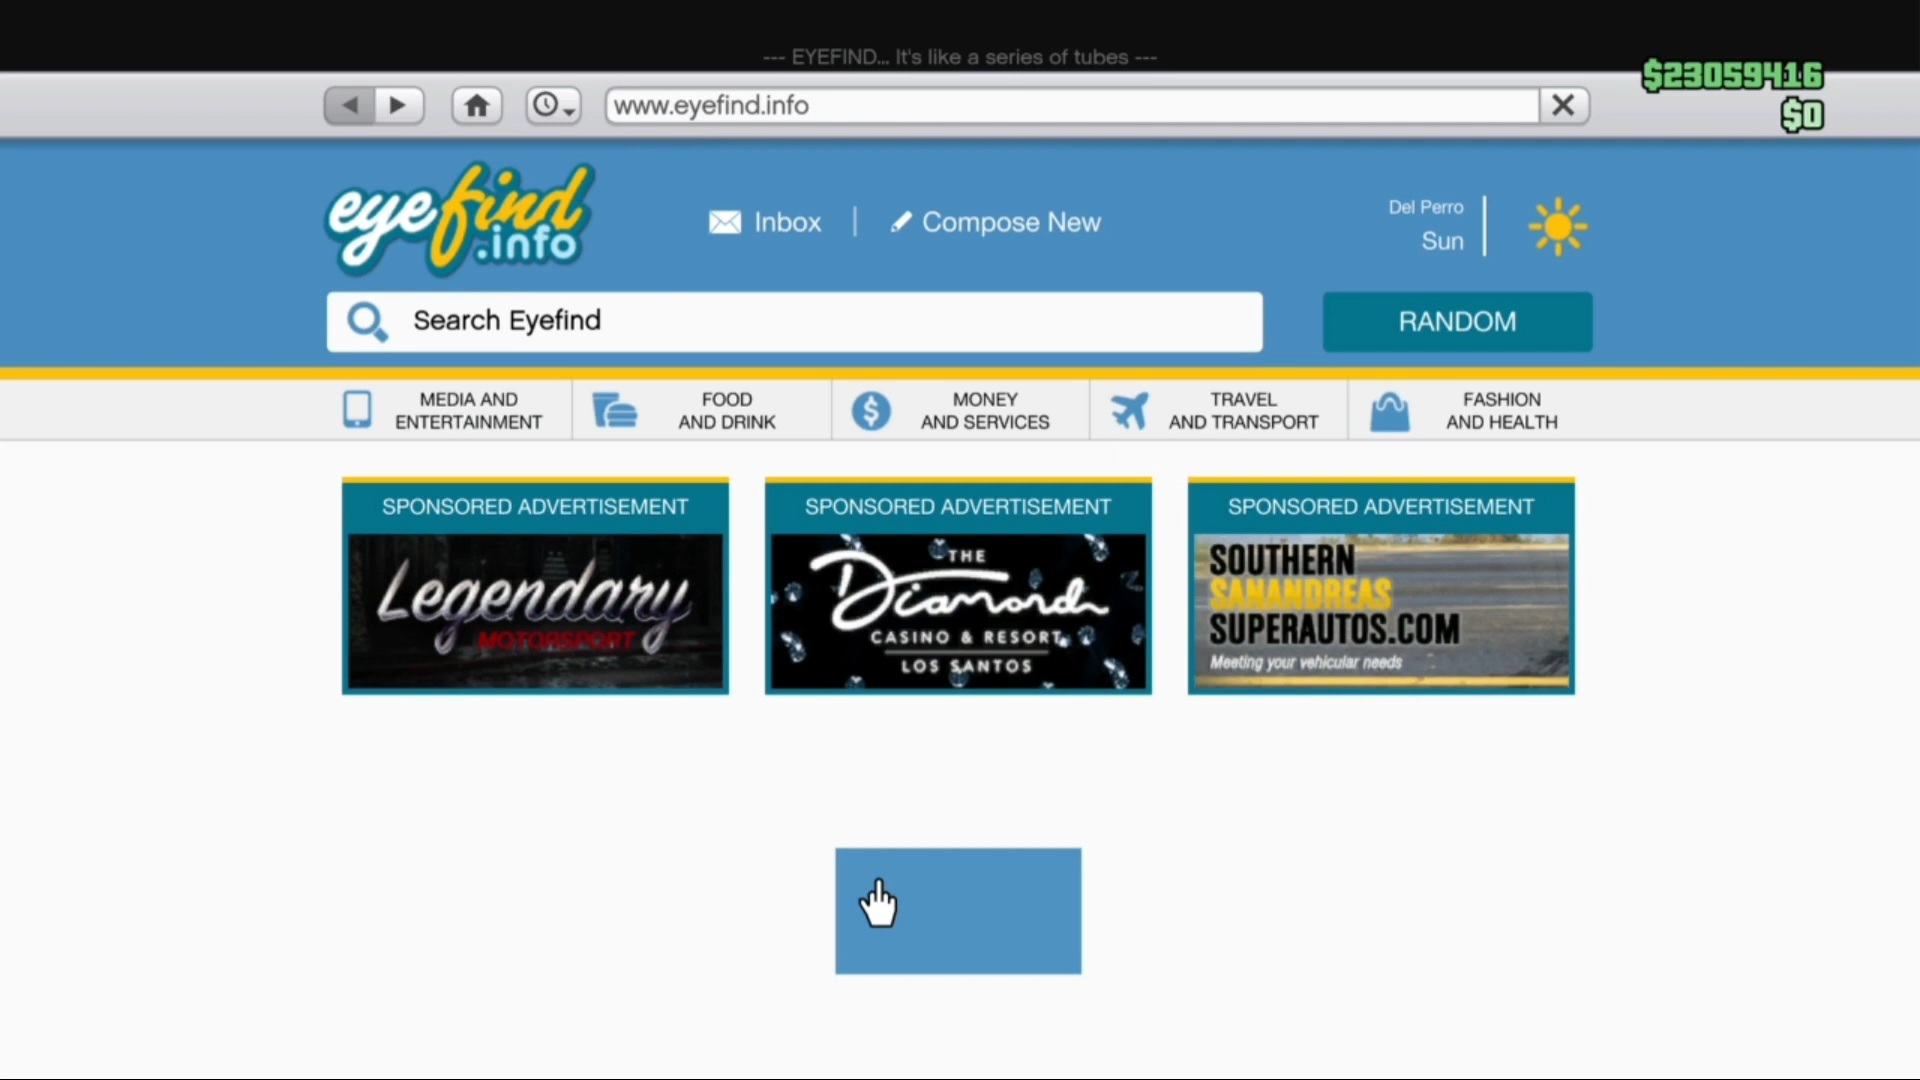 --- EYEFIND... It's like a series of tubes ---
$23059416
www.eyefind.info
$0
eyefind
.info
Inbox
Compose New
Del Perro
Sun
Search Eyefind
RANDOM
MEDIA AND
ENTERTAINMENT
FOOD
AND DRINK
MONEY
AND SERVICES
TRAVEL
AND TRANSPORT
FASHION
AND HEALTH
SPONSORED ADVERTISEMENT
Legendary
MOTORSPORT
SPONSORED ADVERTISEMENT
THE
Diamond
CASINO & RESORT
LOS SANTOS
SPONSORED ADVERTISEMENT
SOUTHERN
SANANDREAS
SUPERAUTOS.COM
Meeting your vehicular needs